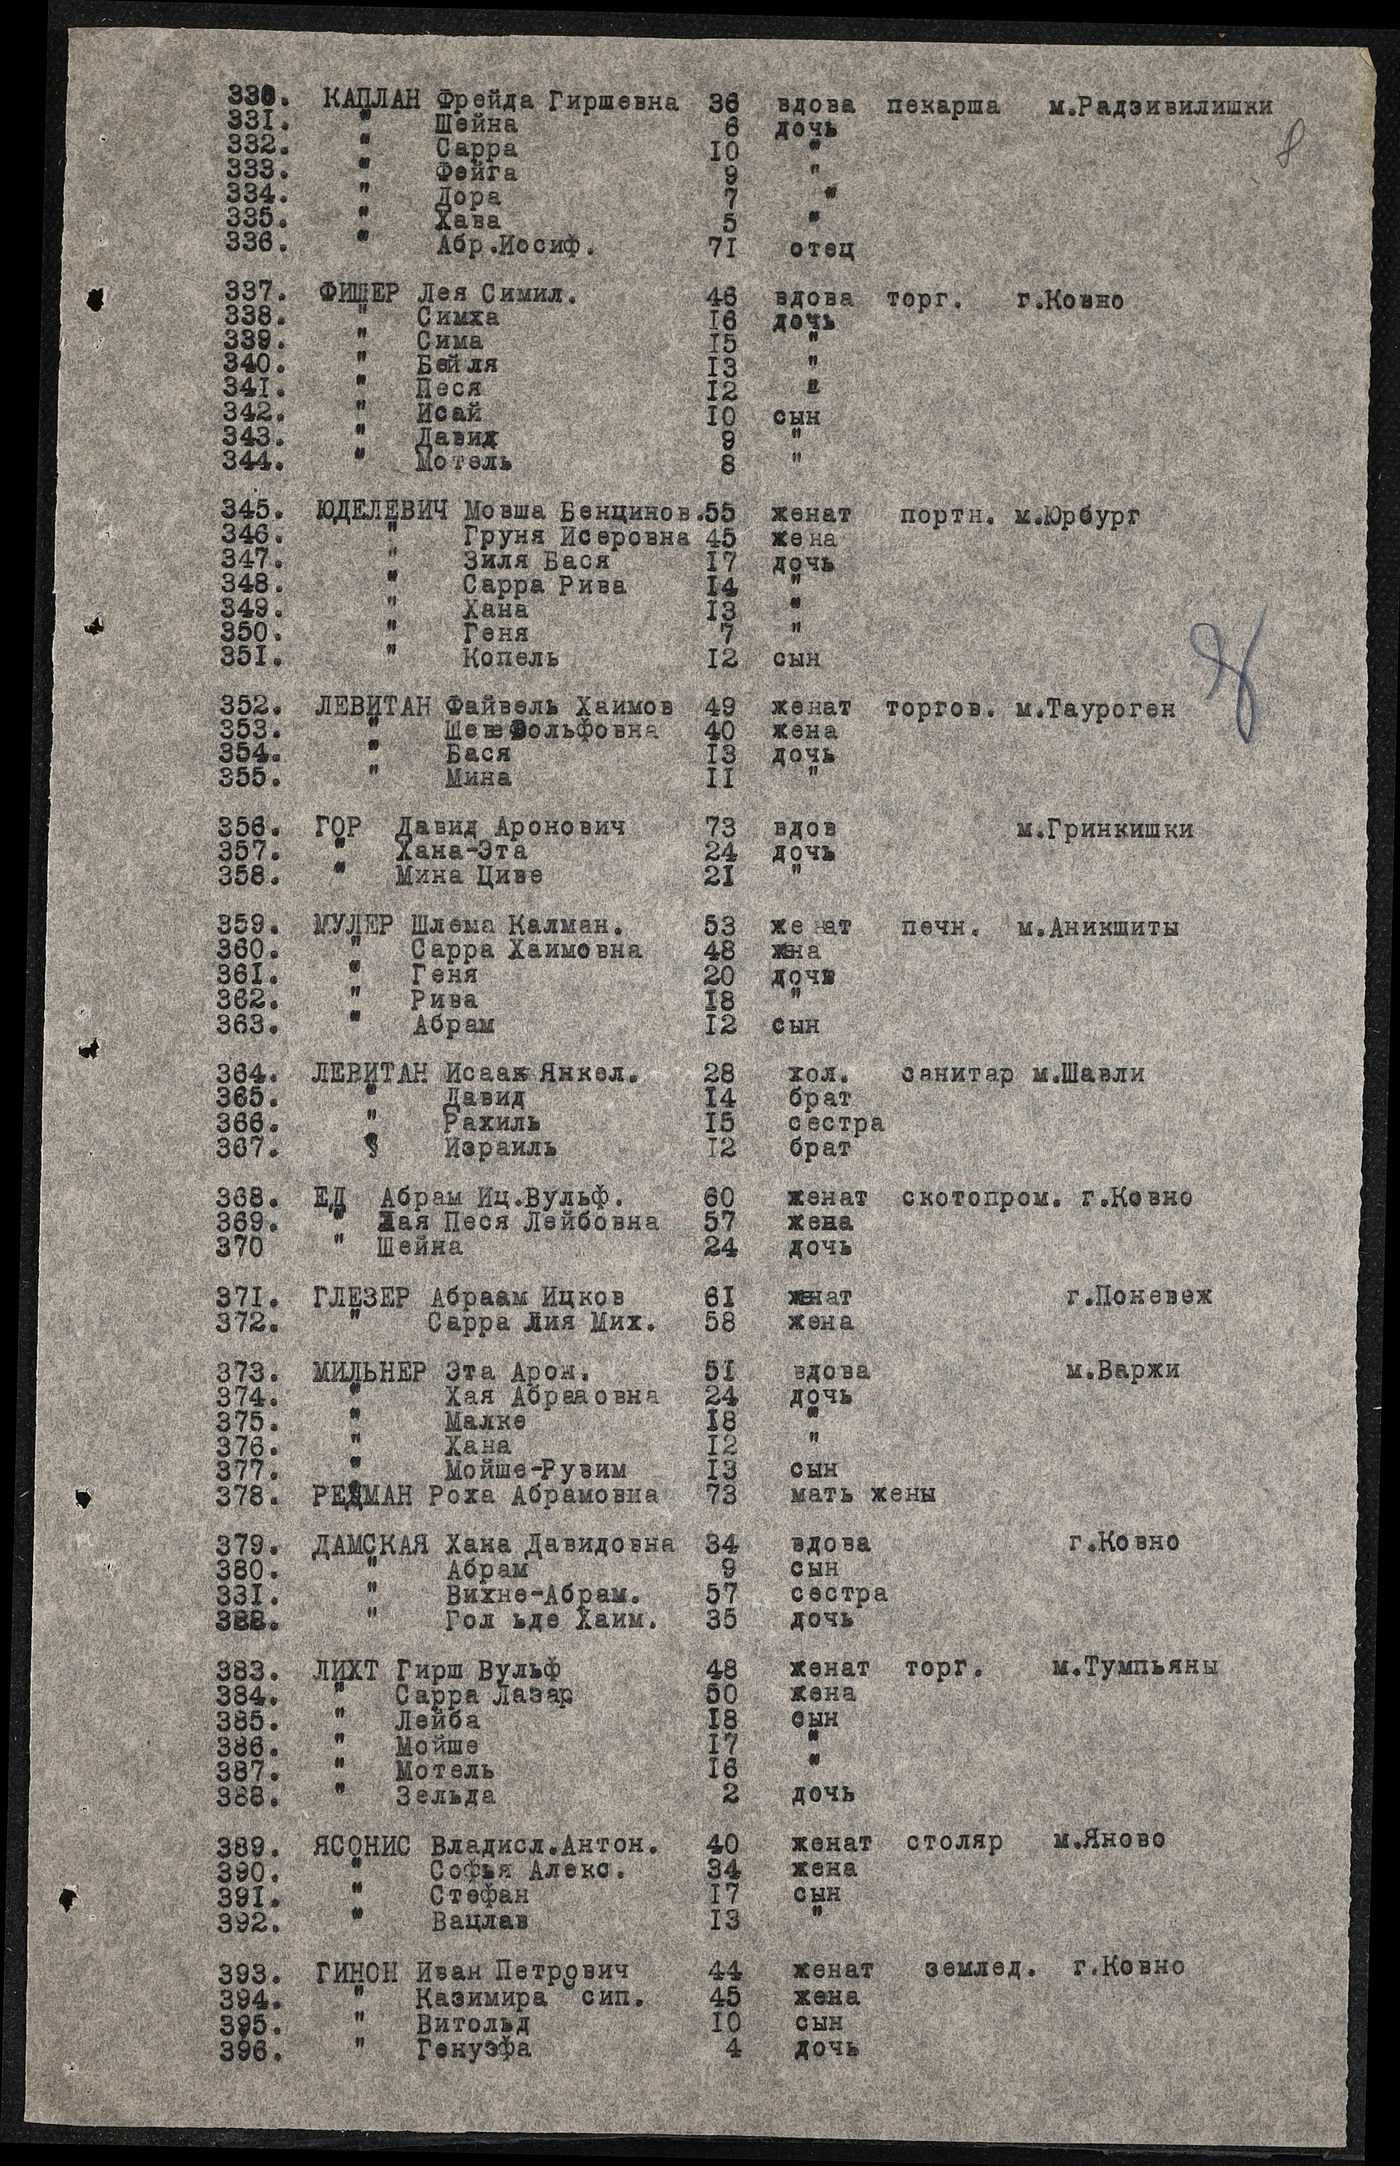 330. КАПЛАН Фрейда Гиршевна 36 вдова пекарша м.Радзивилишки
8
331. " Шейна 6 дочь
332. " Сарра 10 "
333. " Фейга 9 "
334. " Дора 7 "
335. " Хава 5 "
336. " Абр.Иосиф. 71 отец
337. ФИШЕР Лея Симил. 46 вдова торг. г.Ковно
338. " Симха 16 дочь
339. " Сима 15 "
340. " Бейля 13 "
341. " Песя 12 "
342. " Исай 10 сын
343. " Давид 9 "
344. " Мотель 8 "
345. ЮДЕЛЕВИЧ Мовша Бенцинов. 55 женат портн. м.Юрбург
346. " Груня Исеровна 45 жена
347. " Зиля Бася 17 дочь
348. " Сарра Рива 14 "
349. " Хана 13 "
350. " Геня 7 "
351. " Копель 12 сын
352. ЛЕВИТАН Файвель Хаимов 49 женат торгов. м.Тауроген
353. " 40 жена
354. " Бася 13 дочь
355. " Мина 11 "
356. ГОР Давид Аронович 73 вдов м.Гринкишки
357. " Хана-Эта 24 дочь
358. " Мина Циве 21 "
359. МУЛЕР Шлема Калман. 53 женат печн. м.Аникшиты
360. " Сарра Хаимовна 48 жна
361. " Геня 20 дочь
362. " Рива 18 "
363. " Абрам 12 сын
364. ЛЕВИТАН Исаак Янкел. 28 хол. санитар м.Шавли
365. " Давид 14 брат
366. " Рахиль 15 сестра
367. " Израиль 12 брат
368. ЕД Абрам Иц.Вульф. 60 женат скотопром. г.Ковно
369. " Хая Песя Лейбовна 57 жена
370 " Шейна 24 дочь
371. ГЛЕЗЕР Абраам Ицков 61 женат г.Поневеж
372. " Сарра Лия Мих. 58 жена
373. МИЛЬНЕР Эта Арон. 51 вдова м.Варжи
374. " Хая 24 дочь
375. " Малке 18 "
376. " Хана 12 "
377. " Мойше-Рувим 13 сын
378. РЕДМАН Роха Абрамовна 73 мать жены
379. ДАМСКАЯ Хана Давидовна 34 вдова г.Ковно
380. " Абрам 9 сын
331. " Вихне-Абрам. 57 сестра
382. " Гол ьде Хаим. 35 дочь
383. ЛИХТ Гирш Вульф 48 женат торг. м.Тумпьяны
384. " Сарра Лазар 50 жена
385. " Лейба 18 сын
386. " Мойше 17 "
387. " Мотель 16 "
388. " Зельда 2 дочь
389. ЯСОНИС Владисл.Антон. 40 женат столяр м.Яново
390. " Софья Алекс. 34 жена
391. " Стефан 17 сын
392. " Вацлав 13 "
393. ГИНОН Иван Петрович 44 женат землед. г.Ковно
394. " Казимира Осип. 45 жена
395. " Витольд 10 сын
396. " Генуэфа 4 дочь